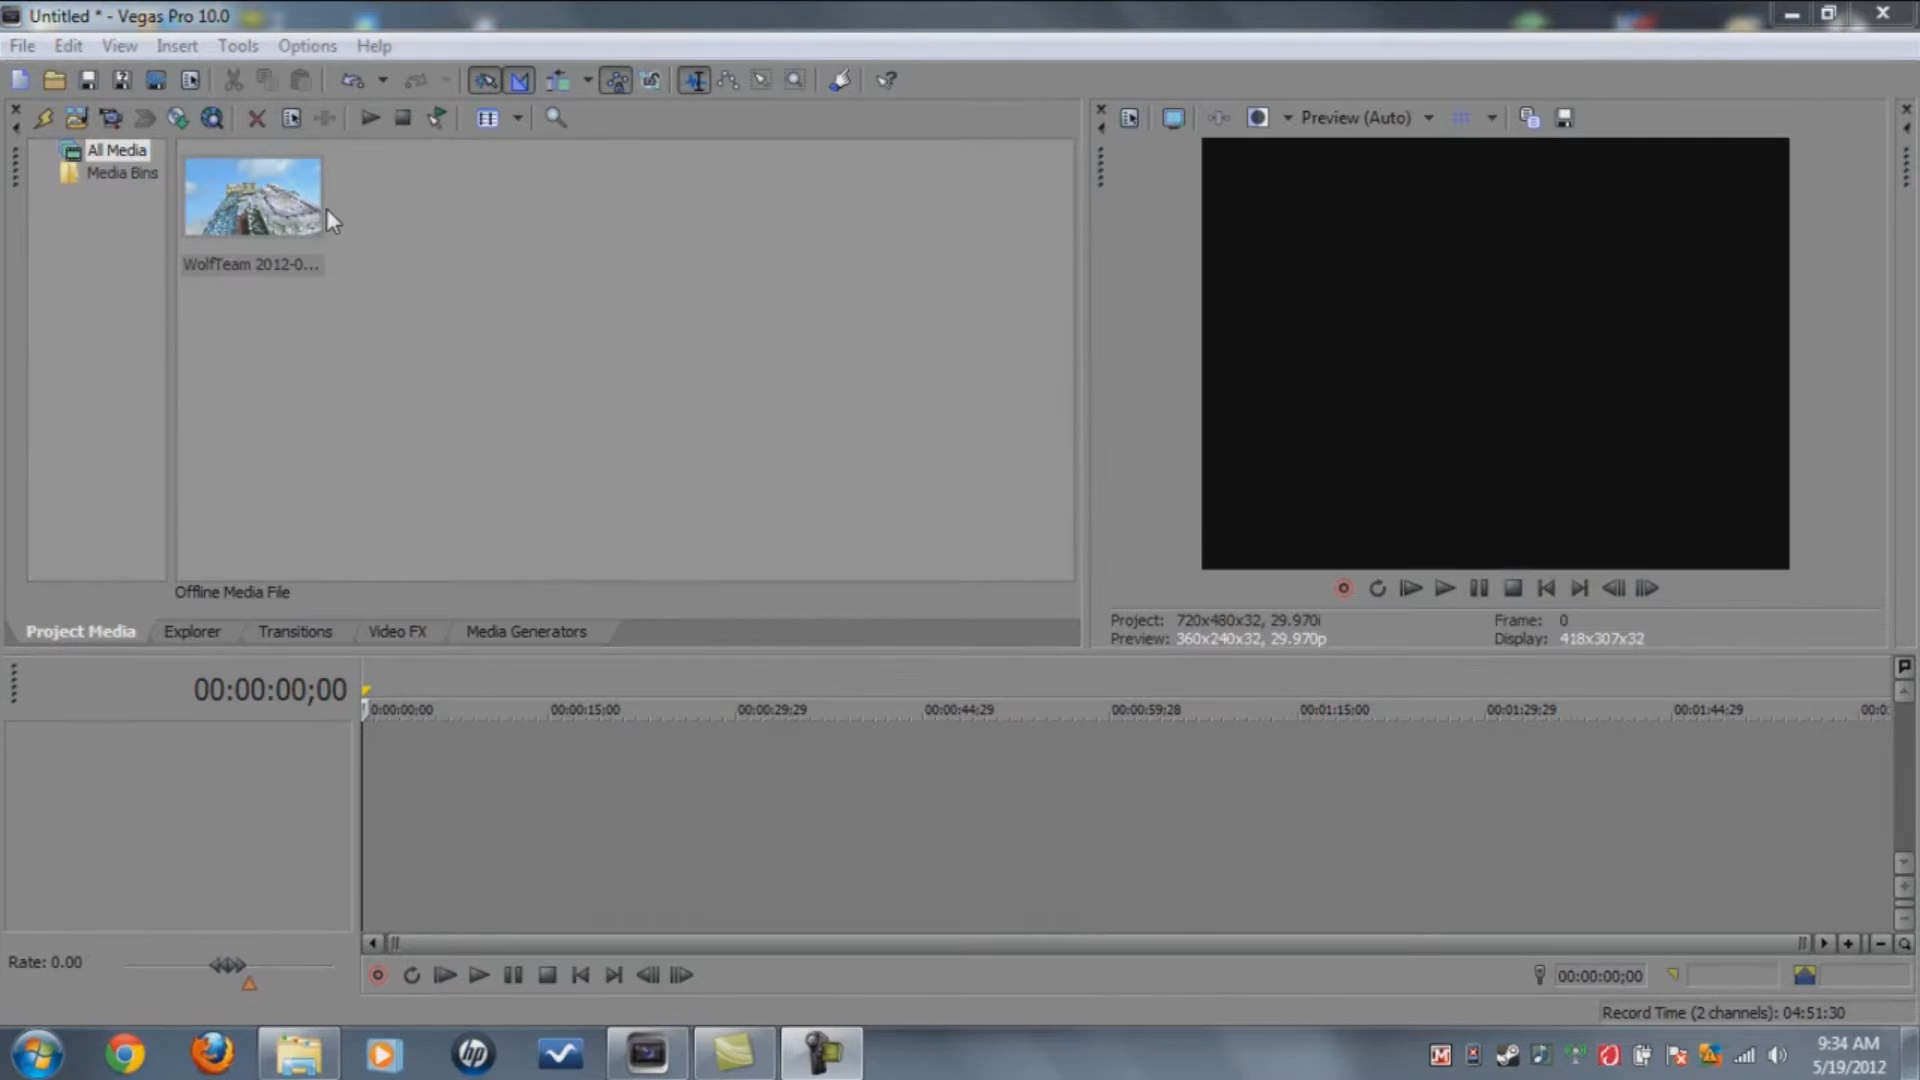 Untitled * - Vegas Pro 10.0
File Edit View Insert Tools Options Help
Preview (Auto)
All Media
Media Bins
WolfTeam 2012-0...
Offline Media File
Project Media Explorer Transitions Video FX Media Generators
Project: 720x480x32, 29.970i Frame: 0
Preview: 360x240x32, 29.970p Display: 418x307x32
00:00:00;00
0:00:00;00 00:00:15;00 00:00:29;29 00:00:44;29 00:00:59;28 00:01:15;00 00:01:29;29 00:01:44;29 00:0
Rate: 0.00
00:00:00;00
Record Time (2 channels): 04:51:30
hp
9:34 AM
5/19/2012